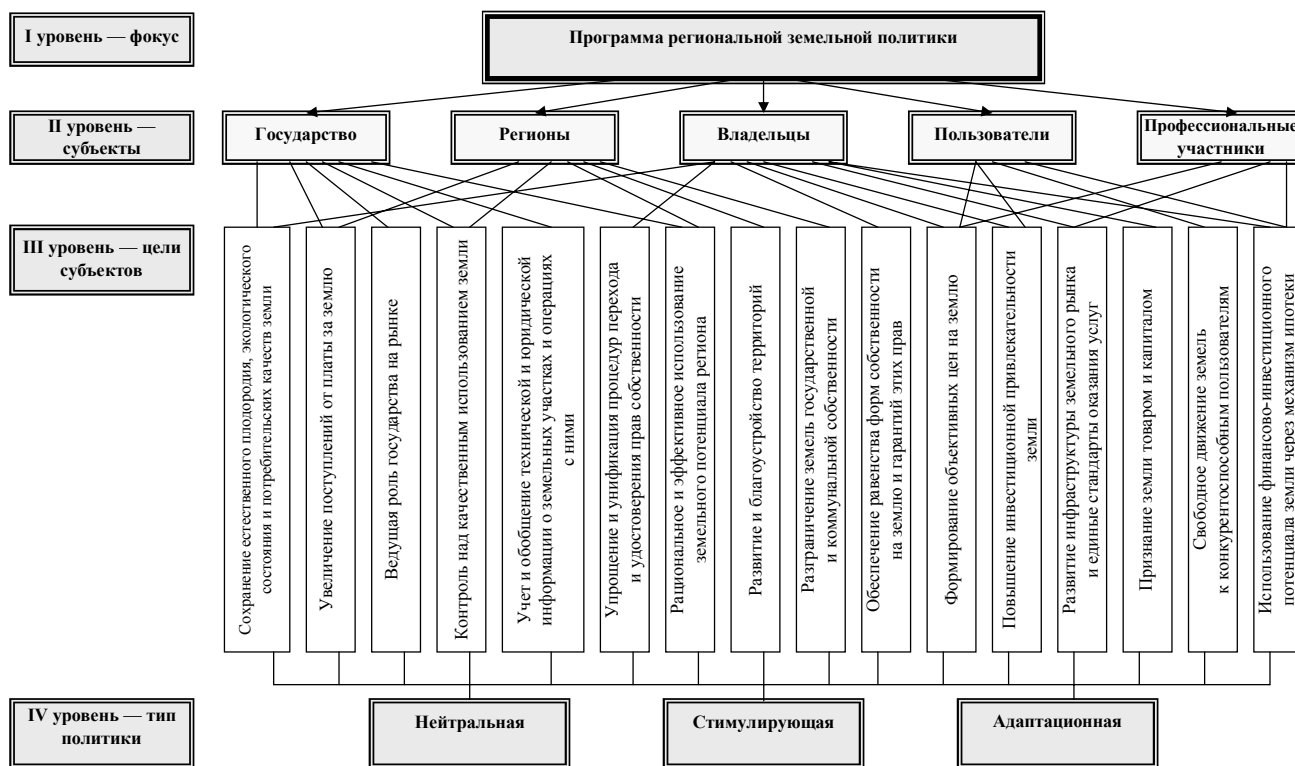 I уровень — фокус
Программа региональной земельной политики
II уровень —
субъекты
Государство
Регионы
Владельцы
Пользователи
Профессиональные
участники
III уровень — цели
субъектов
Сохранение естественного плодородия, экологического
состояния и потребительских качеств земли
Увеличение поступлений от платы за землю
Ведущая роль государства на рынке
Контроль над качественным использованием земли
Учет и обобщение технической и юридической
информации о земельных участках и операциях
с ними
Упрощение и унификация процедур перехода
и удостоверения прав собственности
Рациональное и эффективное использование
земельного потенциала региона
Развитие и благоустройство территорий
Разграничение земель государственной
и коммунальной собственности
Обеспечение равенства форм собственности
на землю и гарантий этих прав
Формирование объективных цен на землю
Повышение инвестиционной привлекательности
земли
Развитие инфраструктуры земельного рынка
и единые стандарты оказания услуг
Признание земли товаром и капиталом
Свободное движение земель
к конкурентоспособным пользователям
Использование финансово-инвестиционного
потенциала земли через механизм ипотеки
IV уровень — тип
политики
Нейтральная
Стимулирующая
Адаптационная